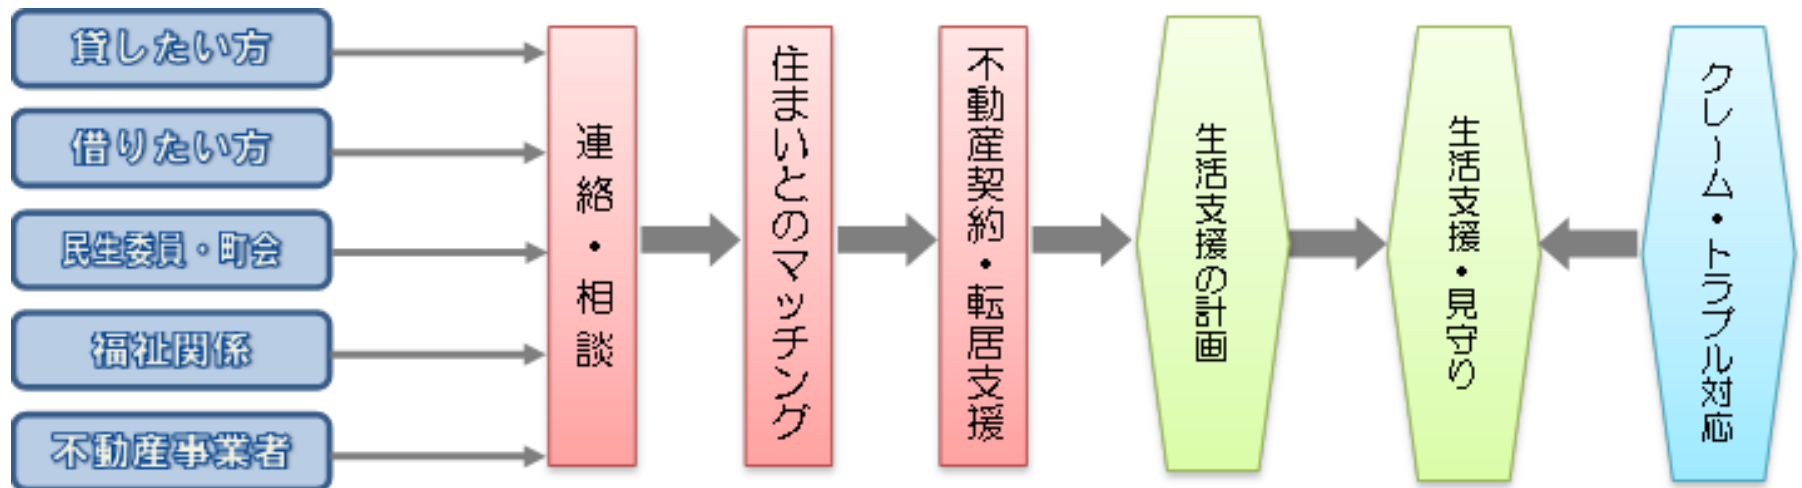 貸したい方
借りたい方
民生委員・町会
福祉関係
不動産事業者
連絡・相談
住まいとのマッチング
不動産契約・転居支援
生活支援の計画
生活支援・見守り
クレーム・トラブル対応